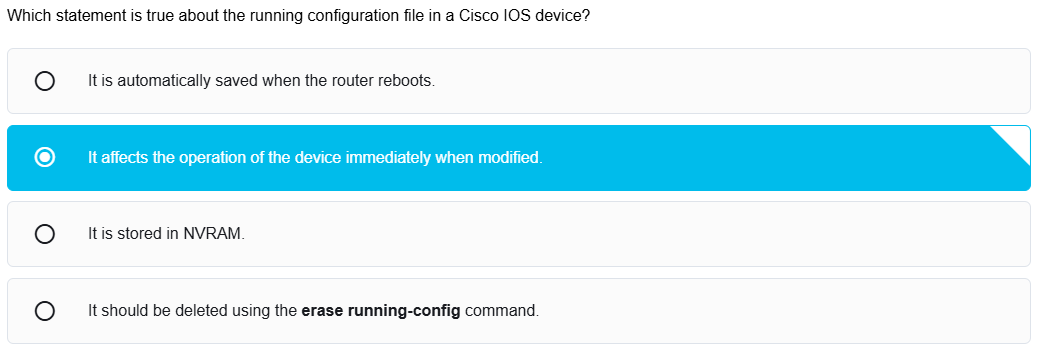 Which statement is true about the running configuration file in a Cisco IOS device?
It is automatically saved when the router reboots.
It affects the operation of the device immediately when modified.
It is stored in NVRAM.
It should be deleted using the erase running-config command.